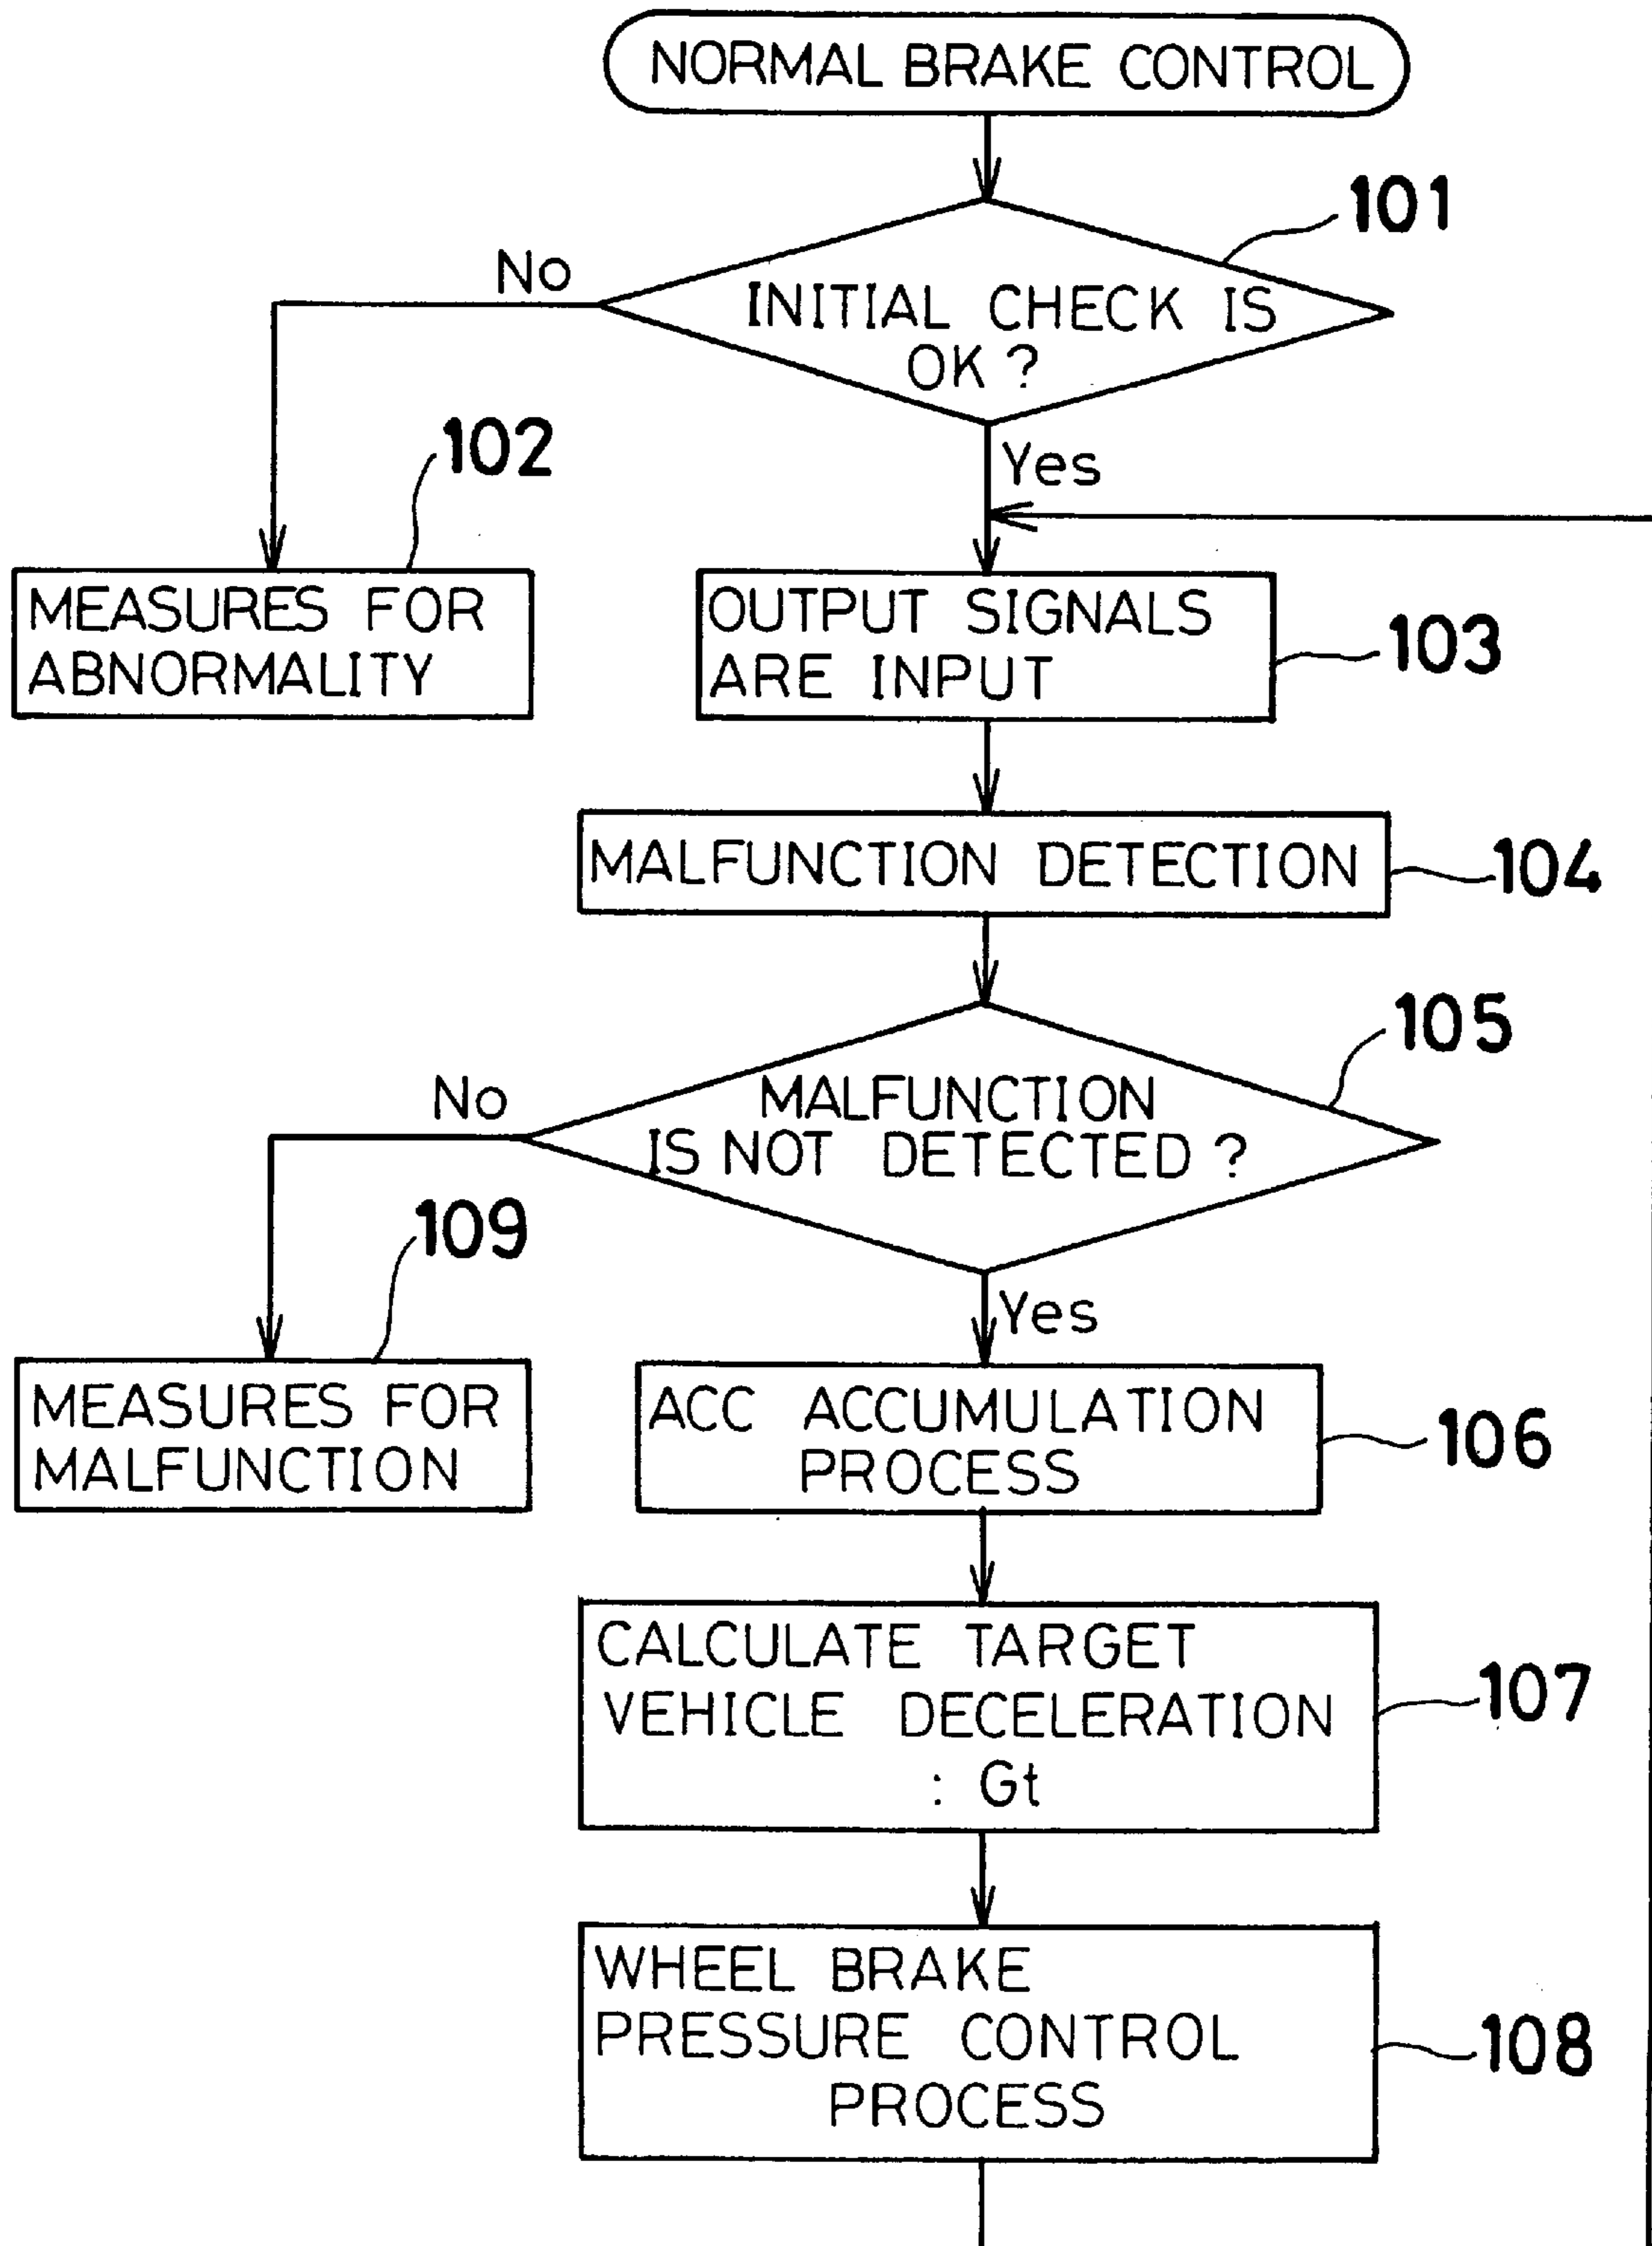 NORMAL BRAKE CONTROL
101
No
INITIAL CHECK IS
OK?
102
Yes
MEASURES FOR
ABNORMALITY
OUTPUT SIGNALS
ARE INPUT
103
MALFUNCTION DETECTION
104
105
No
MALFUNCTION
IS NOT DETECTED?
109
Yes
MEASURES FOR
MALFUNCTION
ACC ACCUMULATION
PROCESS
106
CALCULATE TARGET
VEHICLE DECELERATION
: Gt
107
WHEEL BRAKE
PRESSURE CONTROL
PROCESS
108